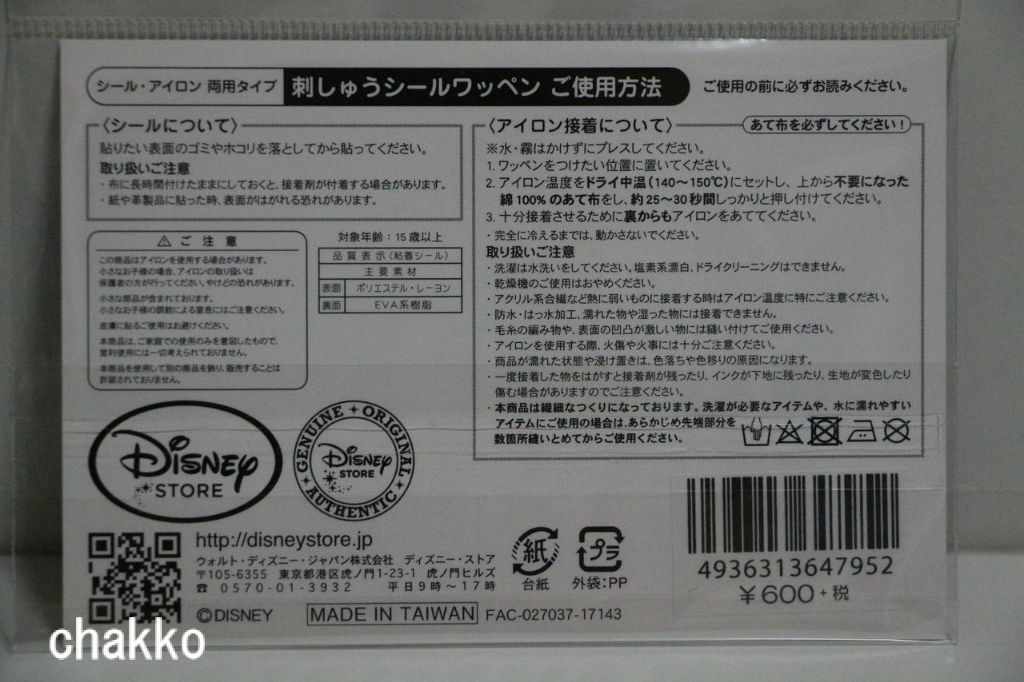 シール・アイロン 両用タイプ 刺しゅうシールワッペン ご使用方法 ご使用の前に必ずお読みください。
〈シールについて〉
貼りたい表面のゴミやホコリを落としてから貼ってください。
取り扱いご注意
・布に長時間付けたままにしておくと、接着剤が付着する場合があります。
・紙や革製品に貼った時、表面がはがれる恐れがあります。
⚠ ご 注 意
この商品はアイロンを使用する場合があります。
小さなお子様の場合、アイロンの取り扱いは
保護者の方が行ってください。やけどの恐れがあります。
小さな部品が含まれております。
小さなお子様の誤飲による窒息にはご注意ください。
皮膚に貼るご使用はお避けください。
本商品は、ご家庭での使用のみを意図したもので、
営利使用には一切考えられておりません。
本商品を使用して別の商品を飾り、販売することは
許諾されておりません。
対象年齢：15歳以上
品質表示（粘着シール）
主要素材
表面 ポリエステル・レーヨン
裏面 EVA系樹脂
〈アイロン接着について〉 あて布を必ずしてください！
※水・霧はかけずにプレスしてください。
1. ワッペンをつけたい位置に置いてください。
2. アイロン温度をドライ中温（140～150℃）にセットし、上から不要になった
綿100%のあて布をし、約25～30秒間しっかりと押し付けてください。
3. 十分接着させるために裏からもアイロンをあててください。
・完全に冷えるまでは、動かさないでください。
取り扱いご注意
・洗濯は水洗いをしてください。塩素系漂白、ドライクリーニングはできません。
・乾燥機のご使用はおやめください。
・アクリル系合繊など熱に弱いものに接着する時はアイロン温度に特にご注意ください。
・防水・はっ水加工、濡れた物や湿った物には接着できません。
・毛糸の編み物や、表面の凹凸が激しい物には縫い付けてご使用ください。
・アイロンを使用する際、火傷や火事には十分ご注意ください。
・商品が濡れた状態や浸け置きは、色落ちや色移りの原因になります。
・一度接着した物をはがすと接着剤が残ったり、インクが下地に残ったり、生地が変色したり
傷む場合がありますのでご注意ください。
・本商品は繊細なつくりになっております。洗濯が必要なアイテムや、水に濡れやすい
アイテムにご使用の場合は、あらかじめ先端部分を
数箇所縫いとめてからご使用ください。
Disney
STORE
GENUINE ・ ORIGINAL
Disney
STORE
AUTHENTIC
http://disneystore.jp
ウォルト・ディズニー・ジャパン株式会社 ディズニー・ストア
〒105-6355 東京都港区虎ノ門1-23-1 虎ノ門ヒルズ
☎ 0570-01-3932 平日9時～17時
©DISNEY MADE IN TAIWAN FAC-027037-17143
紙
台紙
プラ
外袋：PP
4936313647952
￥600+税
chakko